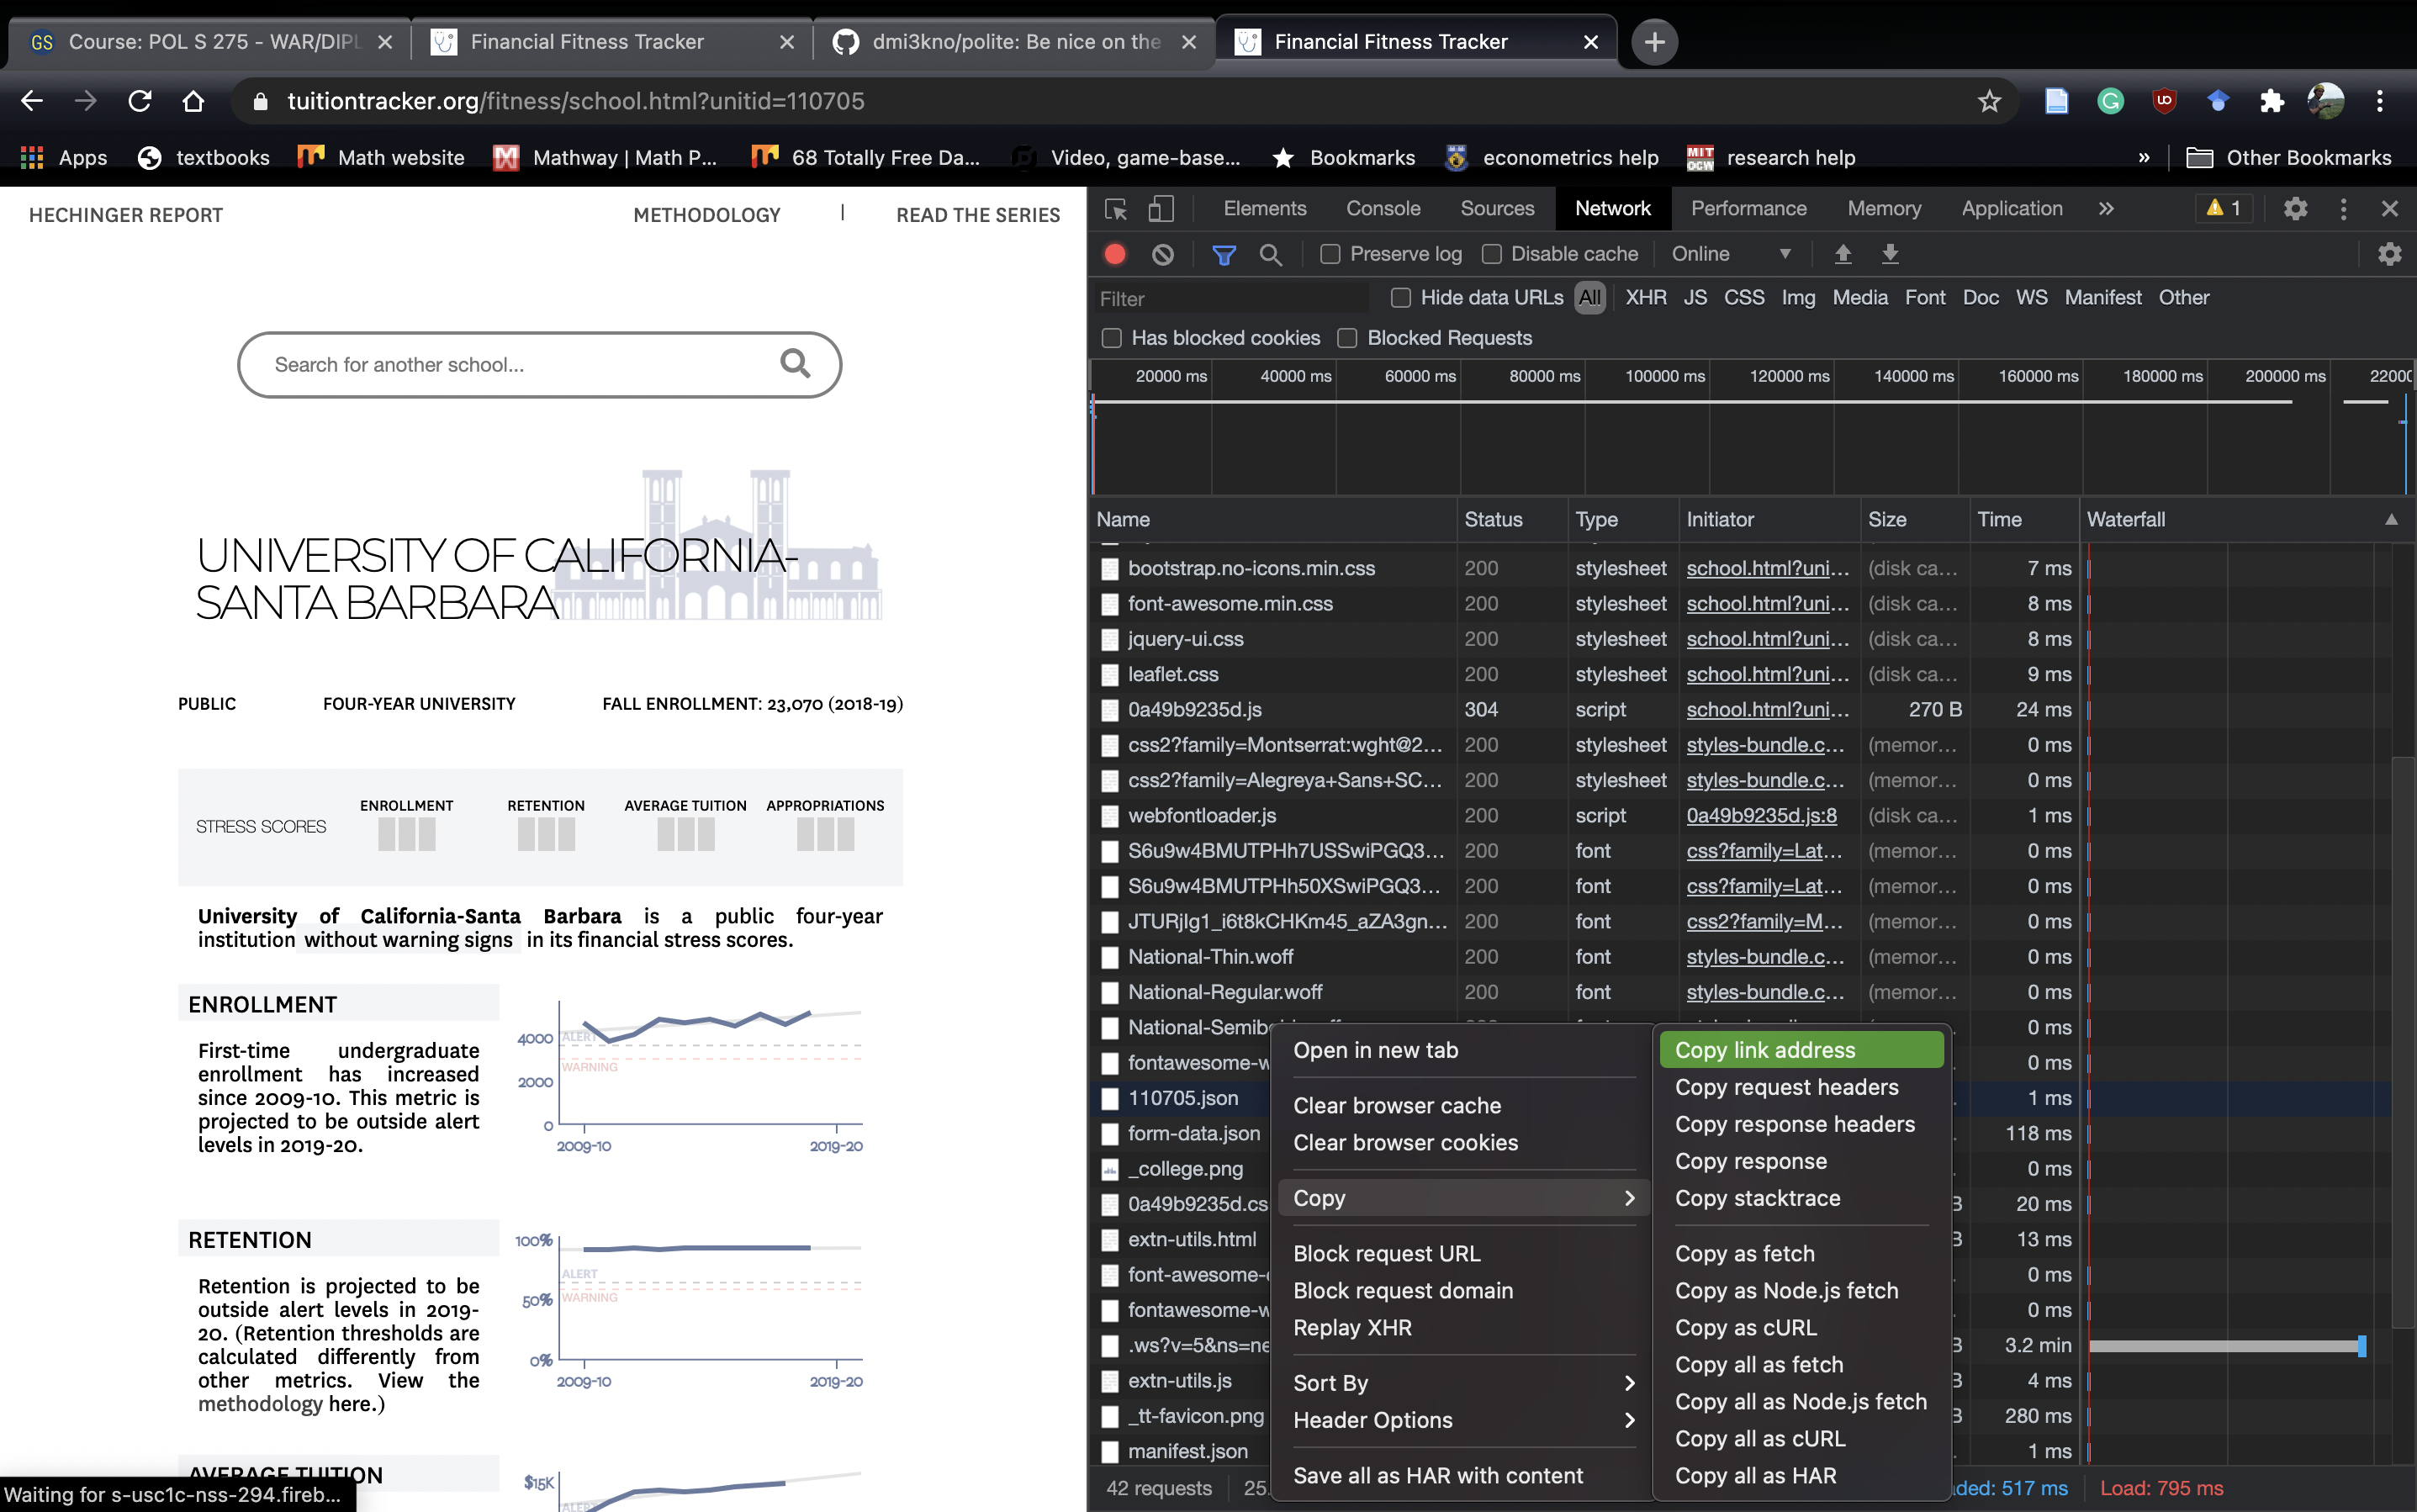 GS Course: POL S 275 - WAR/DIPL
Financial Fitness Tracker
dmi3kno/polite: Be nice on the
Financial Fitness Tracker
tuitiontracker.org/fitness/school.html?unitid=110705
Apps
textbooks
Math website
Mathway | Math P...
68 Totally Free Da...
Video, game-base...
Bookmarks
econometrics help
MIT OCW research help
»
Other Bookmarks
HECHINGER REPORT
METHODOLOGY | READ THE SERIES
Search for another school...
UNIVERSITY OF CALIFORNIA-
SANTA BARBARA
PUBLIC FOUR-YEAR UNIVERSITY FALL ENROLLMENT: 23,070 (2018-19)
STRESS SCORES
ENROLLMENT RETENTION AVERAGE TUITION APPROPRIATIONS
University of California-Santa Barbara is a public four-year
institution without warning signs in its financial stress scores.
ENROLLMENT
First-time undergraduate
enrollment has increased
since 2009-10. This metric is
projected to be outside alert
levels in 2019-20.
4000
ALERT
WARNING
2000
0
2009-10 2019-20
RETENTION
Retention is projected to be
outside alert levels in 2019-
20. (Retention thresholds are
calculated differently from
other metrics. View the
methodology here.)
100%
ALERT
50%
WARNING
0%
2009-10 2019-20
AVERAGE TUITION
$15K
ALERT
Waiting for s-usc1c-nss-294.fireb...
Elements Console Sources Network Performance Memory Application » 1
Preserve log Disable cache Online
Filter Hide data URLs All XHR JS CSS Img Media Font Doc WS Manifest Other
Has blocked cookies Blocked Requests
20000 ms 40000 ms 60000 ms 80000 ms 100000 ms 120000 ms 140000 ms 160000 ms 180000 ms 200000 ms 22000
Name Status Type Initiator Size Time Waterfall
bootstrap.no-icons.min.css 200 stylesheet school.html?uni... (disk ca... 7 ms
font-awesome.min.css 200 stylesheet school.html?uni... (disk ca... 8 ms
jquery-ui.css 200 stylesheet school.html?uni... (disk ca... 8 ms
leaflet.css 200 stylesheet school.html?uni... (disk ca... 9 ms
0a49b9235d.js 304 script school.html?uni... 270 B 24 ms
css2?family=Montserrat:wght@2... 200 stylesheet styles-bundle.c... (memor... 0 ms
css2?family=Alegreya+Sans+SC... 200 stylesheet styles-bundle.c... (memor... 0 ms
webfontloader.js 200 script 0a49b9235d.js:8 (disk ca... 1 ms
S6u9w4BMUTPHh7USSwiPGQ3... 200 font css?family=Lat... (memor... 0 ms
S6u9w4BMUTPHh50XSwiPGQ3... 200 font css?family=Lat... (memor... 0 ms
JTURjIg1_i6t8kCHKm45_aZA3gn... 200 font css2?family=M... (memor... 0 ms
National-Thin.woff 200 font styles-bundle.c... (memor... 0 ms
National-Regular.woff 200 font styles-bundle.c... (memor... 0 ms
0 ms
fontawesome-w 0 ms
110705.json 1 ms
form-data.json 118 ms
_college.png 0 ms
0a49b9235d.cs B 20 ms
extn-utils.html B 13 ms
font-awesome- 0 ms
fontawesome-w 0 ms
.ws?v=5&ns=ne B 3.2 min
extn-utils.js B 4 ms
_tt-favicon.png B 280 ms
manifest.json 1 ms
42 requests 25. ded: 517 ms Load: 795 ms
Open in new tab
Clear browser cache
Clear browser cookies
Copy
Block request URL
Block request domain
Replay XHR
Sort By
Header Options
Save all as HAR with content
Copy link address
Copy request headers
Copy response headers
Copy response
Copy stacktrace
Copy as fetch
Copy as Node.js fetch
Copy as cURL
Copy all as fetch
Copy all as Node.js fetch
Copy all as cURL
Copy all as HAR